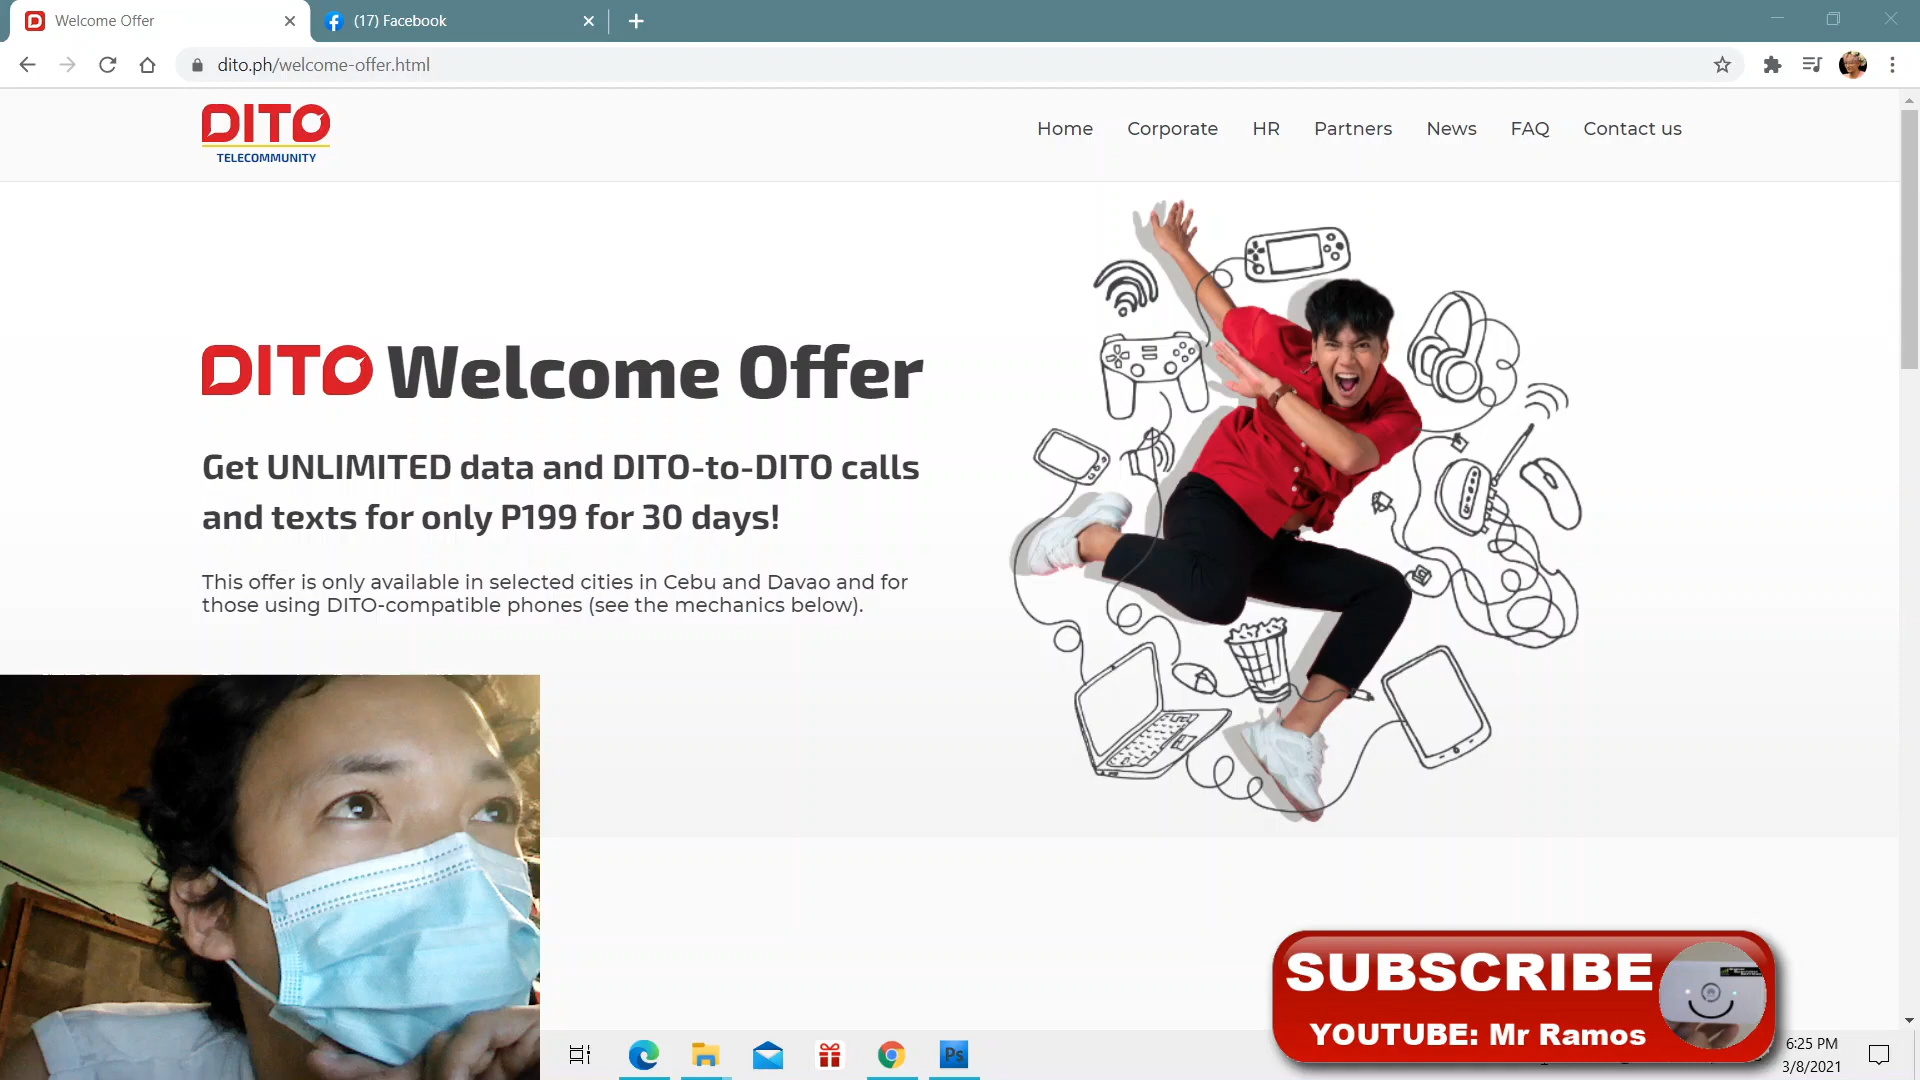 Welcome Offer
(17) Facebook
dito.ph/welcome-offer.html
DITO
TELECOMMUNITY
Home Corporate HR Partners News FAQ Contact us
DITO Welcome Offer
Get UNLIMITED data and DITO-to-DITO calls
and texts for only P199 for 30 days!
This offer is only available in selected cities in Cebu and Davao and for
those using DITO-compatible phones (see the mechanics below).
SUBSCRIBE
YOUTUBE: Mr Ramos
Ps
6:25 PM
3/8/2021